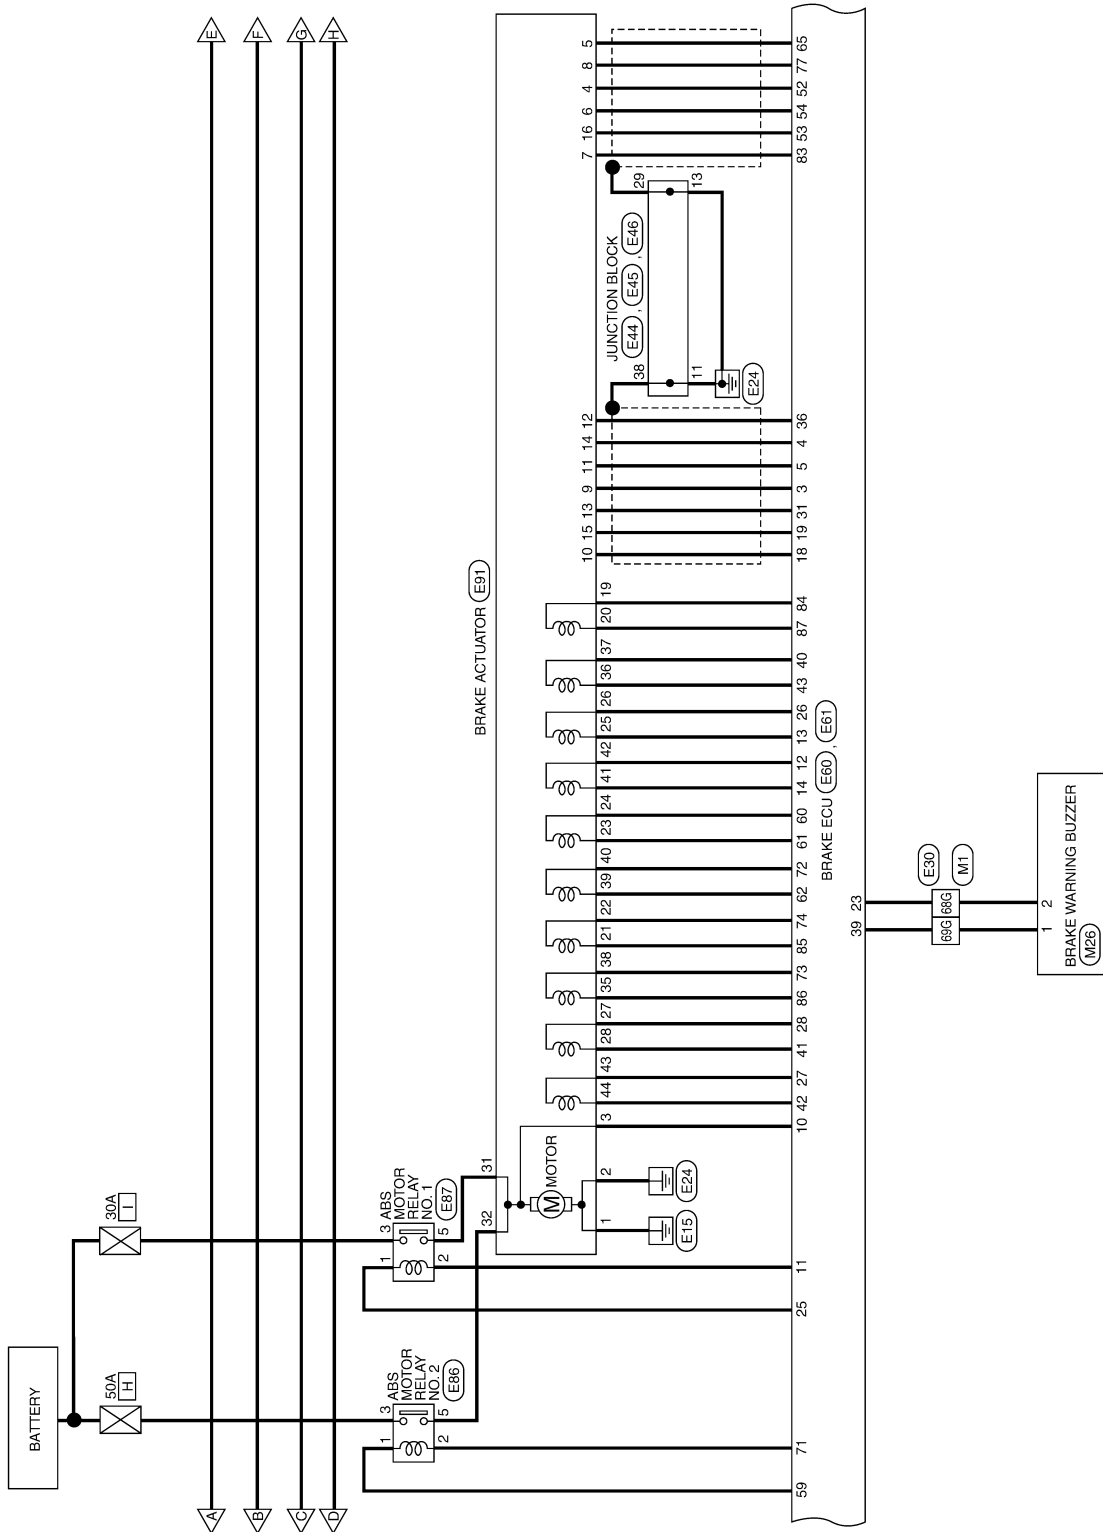 BATTERY
50A
H
30A
I
A
E
B
F
C
G
D
H
1 3
ABS
MOTOR
RELAY
NO. 2
E86
2 5
1 3
ABS
MOTOR
RELAY
NO. 1
E87
2 5
BRAKE ACTUATOR E91
32 31
M
MOTOR
1 2 3 44 43 28 27 35 38 21 22 39 40 23 24 41 42 25 26 36 37 20 19 10 15 13 9 11 14 12 7 16 6 4 8 5
JUNCTION BLOCK
E44 , E45 , E46
38 29
11 13
E15
E24
E24
59 71 25 11 10 42 27 41 28 86 73 85 74 62 72 61 60 14 12 13 26 43 40 87 84 18 19 31 3 5 4 36 83 53 54 52 77 65
BRAKE ECU E60 , E61
39 23
E30
69G 68G
M1
1 2
BRAKE WARNING BUZZER
M26